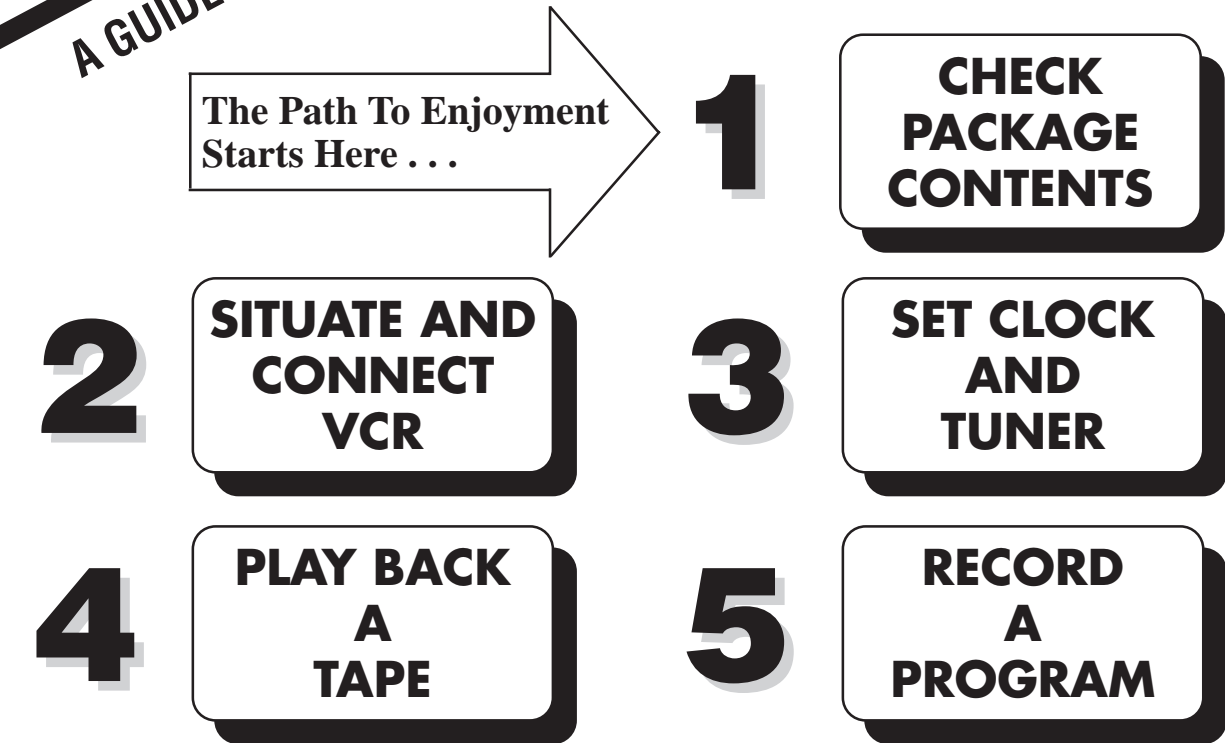 A GUIDE
The Path To Enjoyment
Starts Here . . .
1
CHECK
PACKAGE
CONTENTS
2
SITUATE AND
CONNECT
VCR
3
SET CLOCK
AND
TUNER
4
PLAY BACK
A
TAPE
5
RECORD
A
PROGRAM